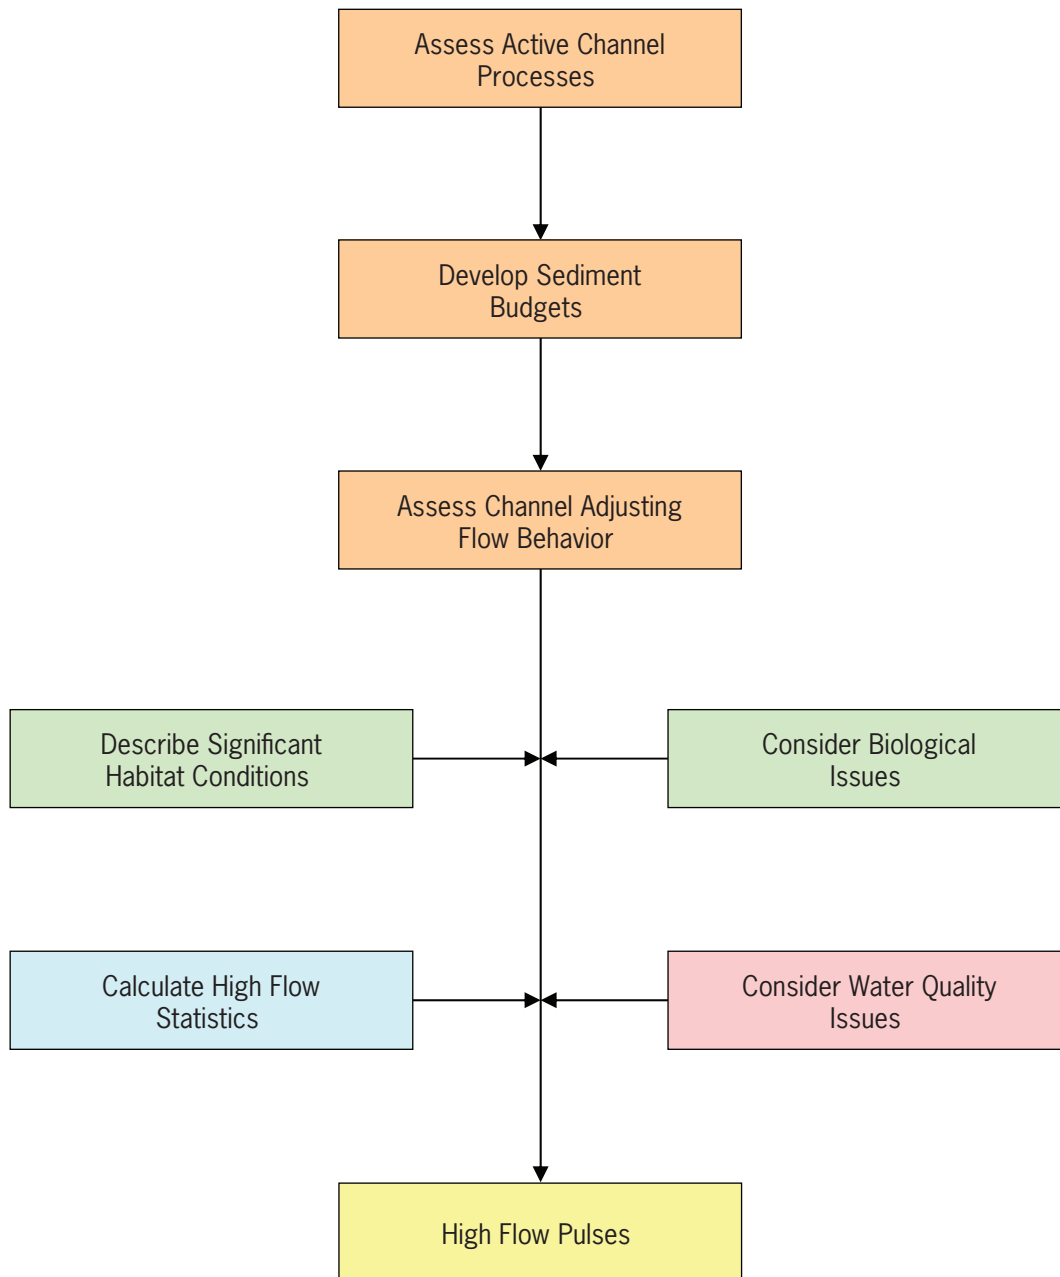 Assess Active Channel
Processes
Develop Sediment
Budgets
Assess Channel Adjusting
Flow Behavior
Describe Significant
Habitat Conditions
Consider Biological
Issues
Calculate High Flow
Statistics
Consider Water Quality
Issues
High Flow Pulses